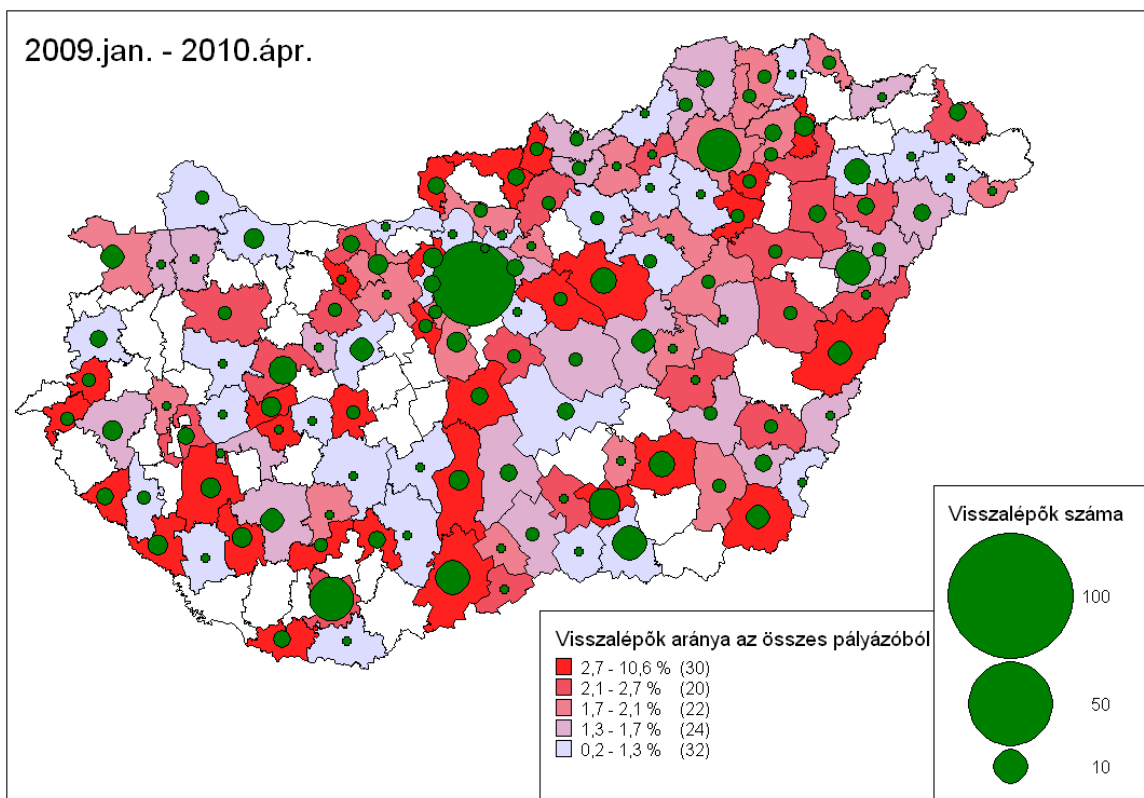 2009.jan. - 2010.ápr.
Visszalépők száma
100
50
10
Visszalépők aránya az összes pályázóból
2,7 - 10,6 % (30)
2,1 - 2,7 % (20)
1,7 - 2,1 % (22)
1,3 - 1,7 % (24)
0,2 - 1,3 % (32)